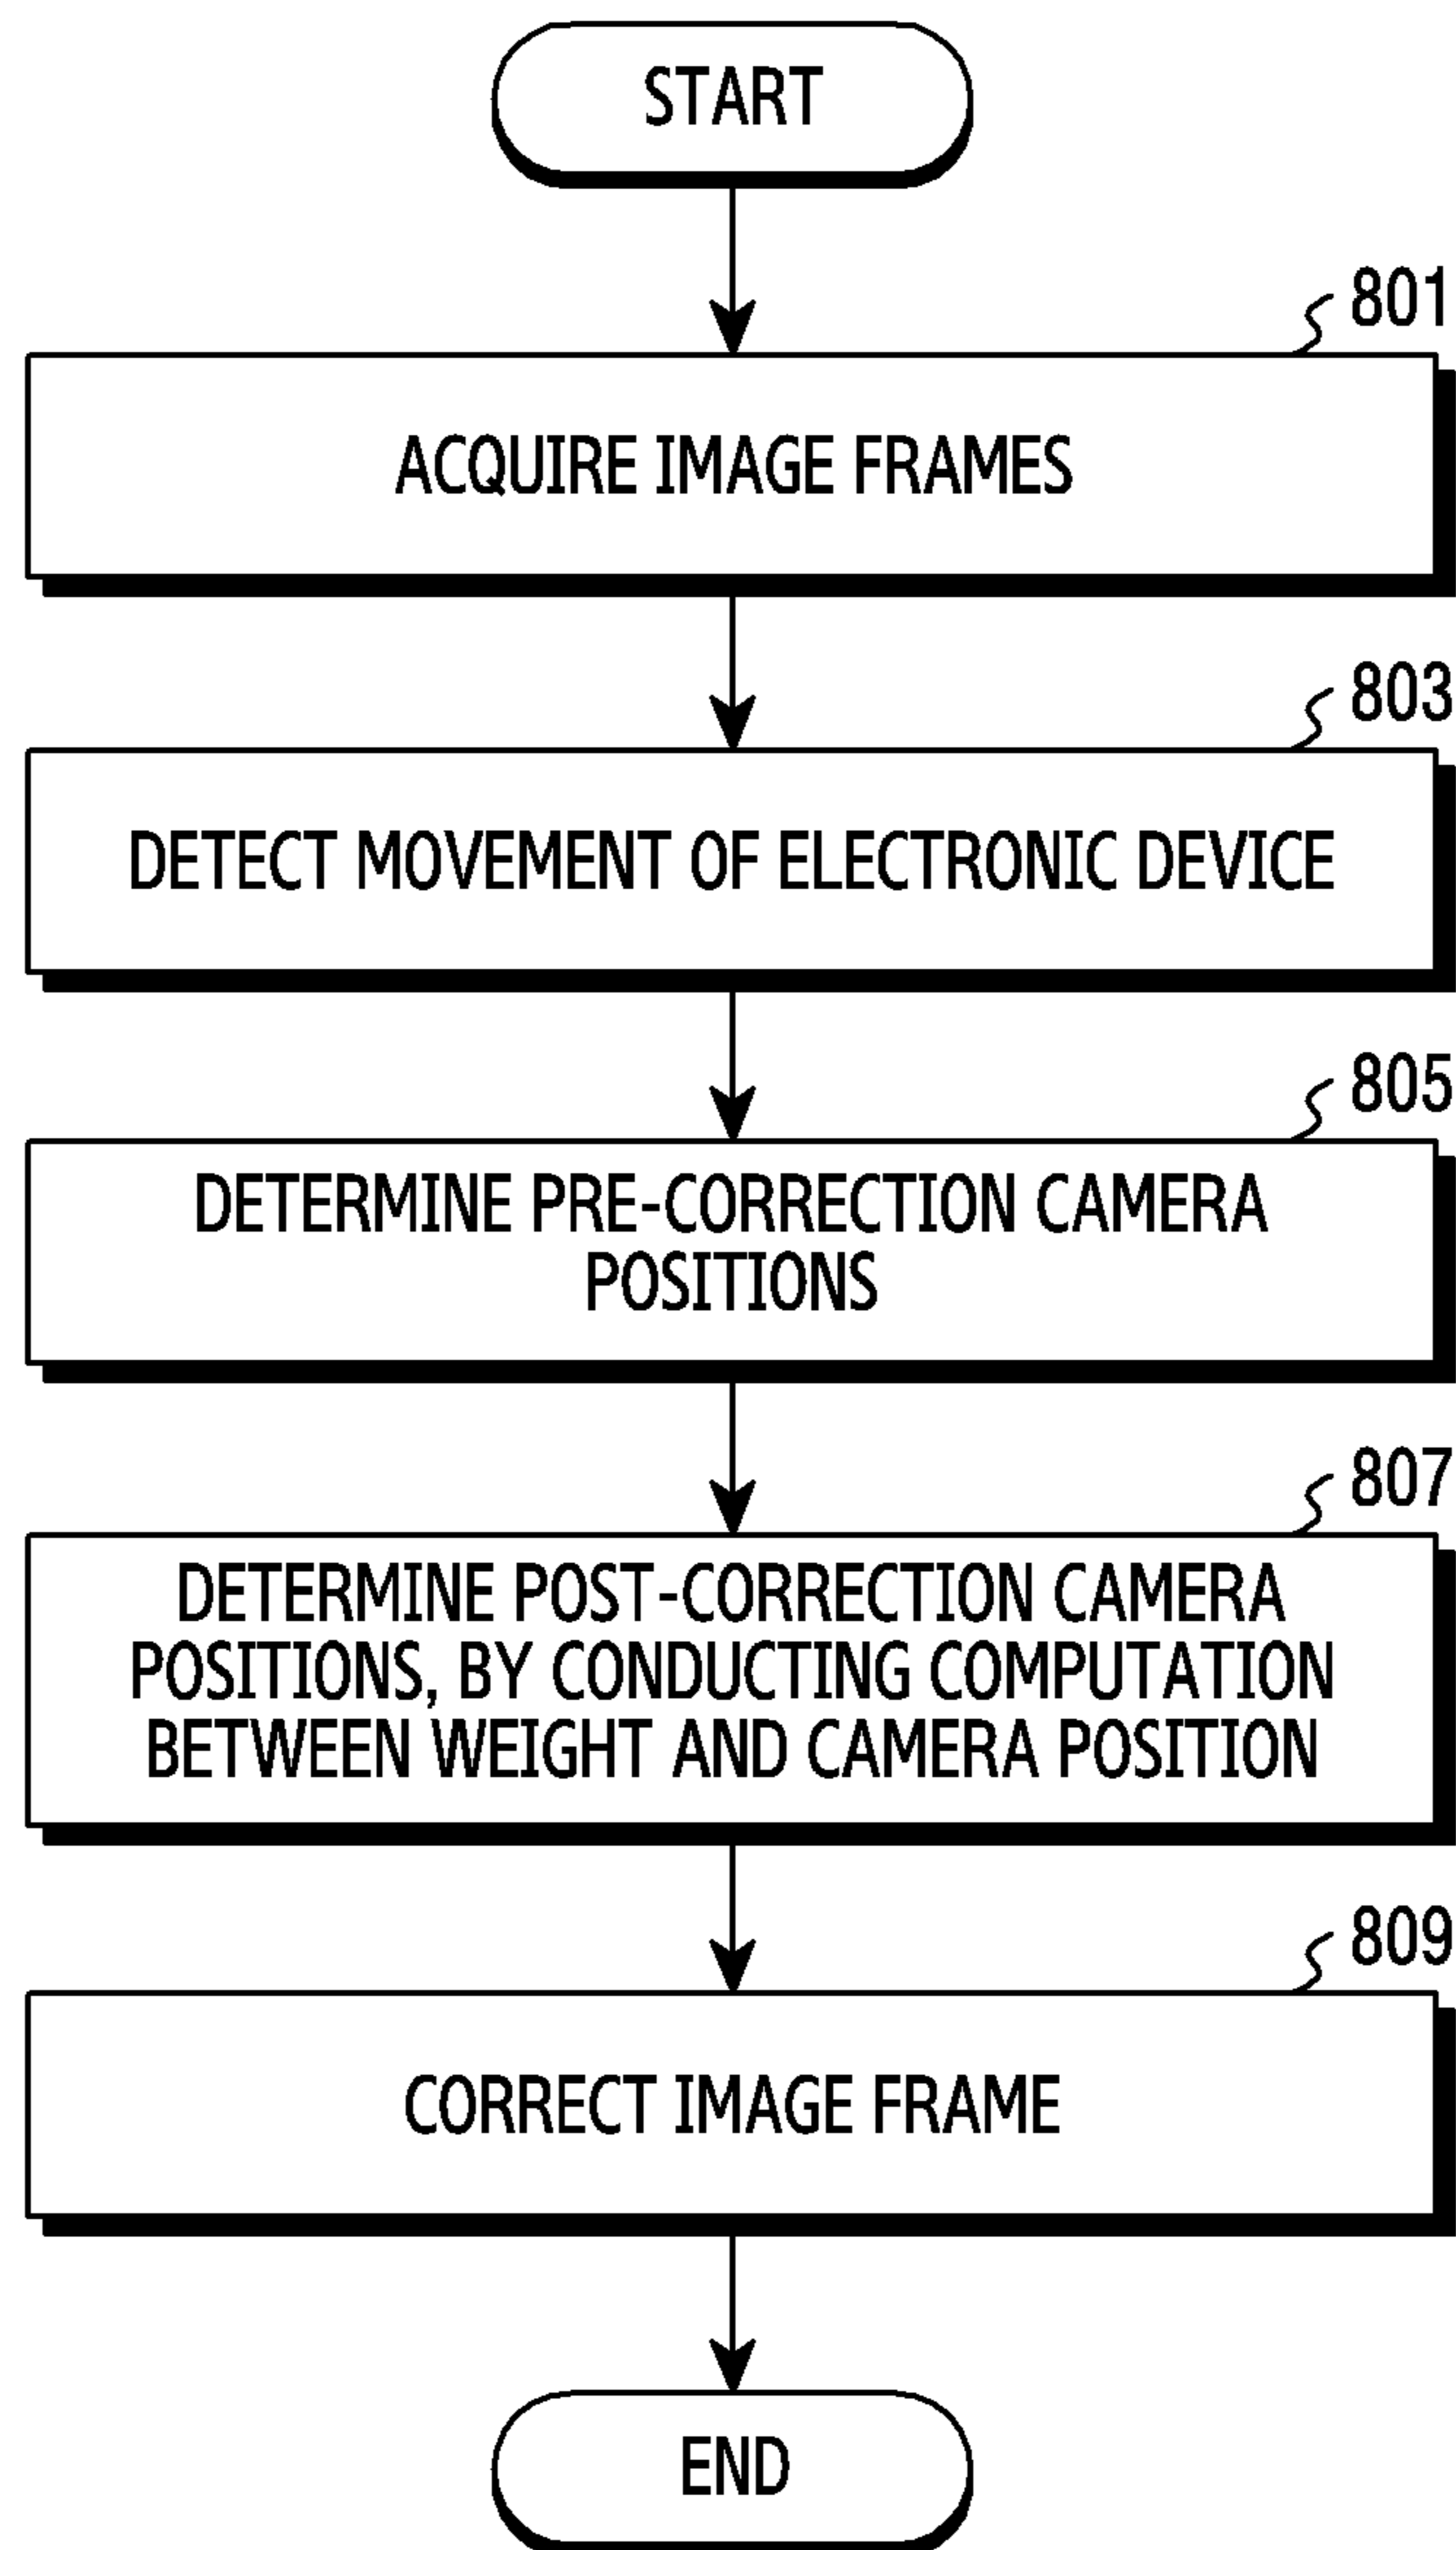 START
801
ACQUIRE IMAGE FRAMES
803
DETECT MOVEMENT OF ELECTRONIC DEVICE
805
DETERMINE PRE-CORRECTION CAMERA
POSITIONS
807
DETERMINE POST-CORRECTION CAMERA
POSITIONS, BY CONDUCTING COMPUTATION
BETWEEN WEIGHT AND CAMERA POSITION
809
CORRECT IMAGE FRAME
END